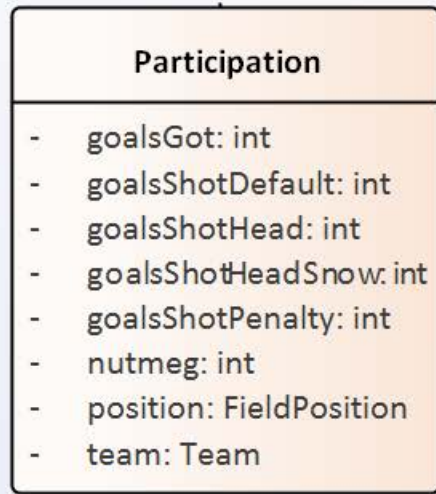 Participation
- goalsGot: int
- goalsShotDefault: int
- goalsShotHead: int
- goalsShotHeadSnow: int
- goalsShotPenalty: int
- nutmeg: int
- position: FieldPosition
- team: Team